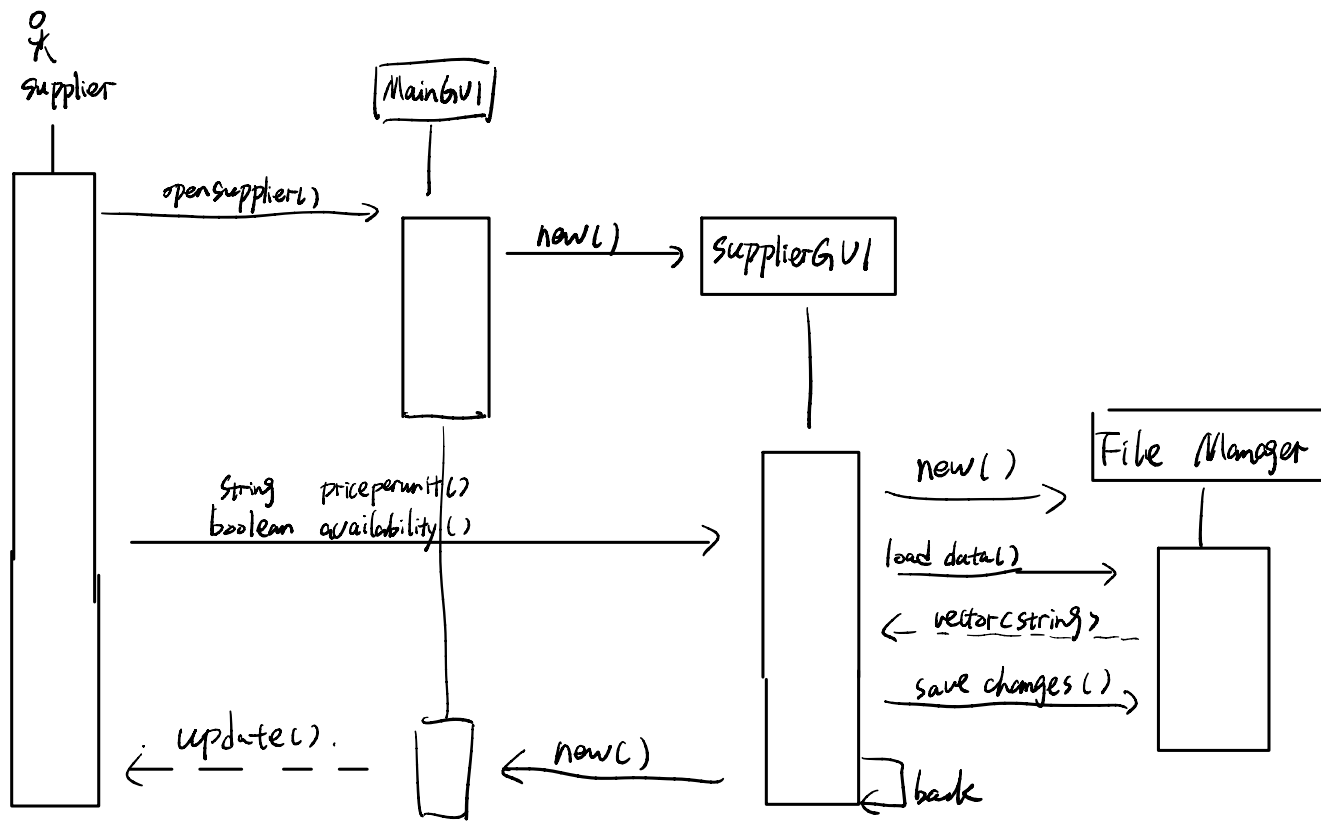 supplier
MainGUI
opensupplier()
new()
supplierGUI
File Manager
new()
string priceperunit()
boolean availability()
load data()
vector<string>
save changes()
update().
new()
back